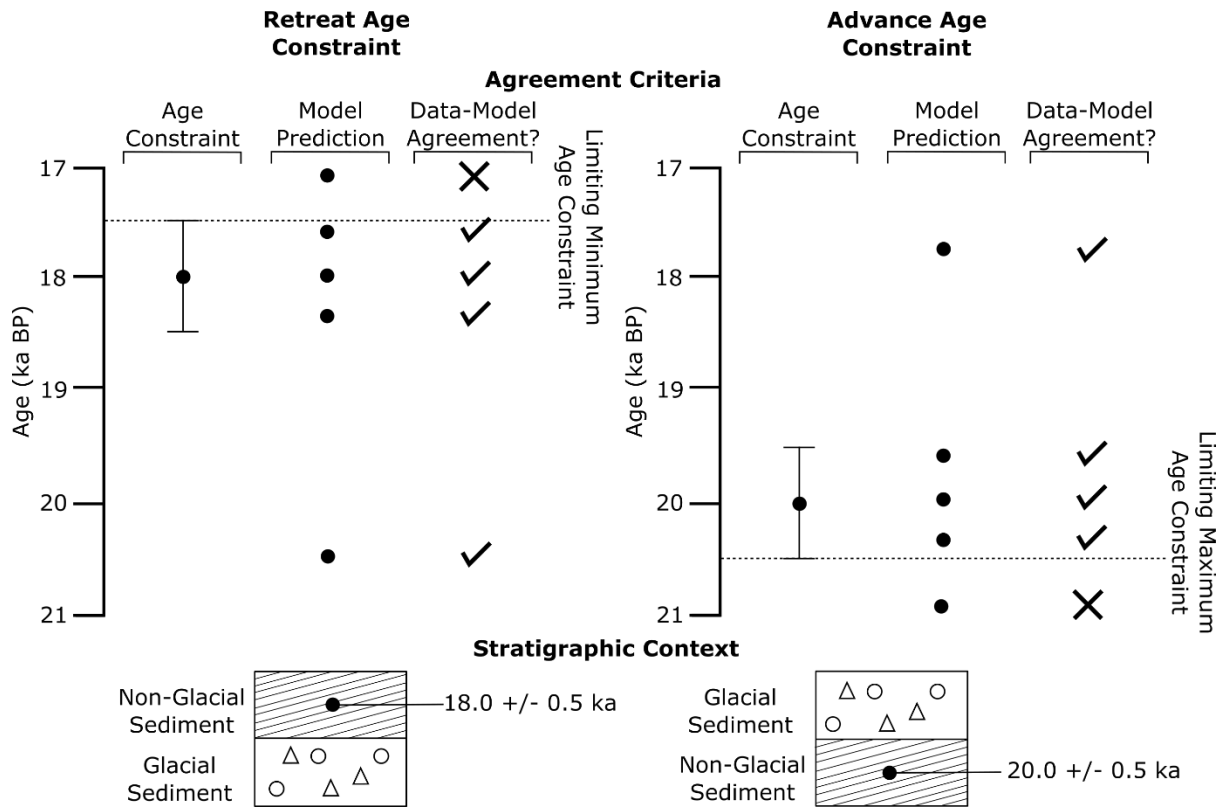 Retreat Age
Constraint
Advance Age
Constraint
Agreement Criteria
Age
Constraint
Model
Prediction
Data-Model
Agreement?
Limiting Minimum
Age Constraint
Age (ka BP)
17
18
19
20
21
Age
Constraint
Model
Prediction
Data-Model
Agreement?
Limiting Maximum
Age Constraint
Age (ka BP)
17
18
19
20
21
Stratigraphic Context
Non-Glacial
Sediment
18.0 +/- 0.5 ka
Glacial
Sediment
Glacial
Sediment
Non-Glacial
Sediment
20.0 +/- 0.5 ka